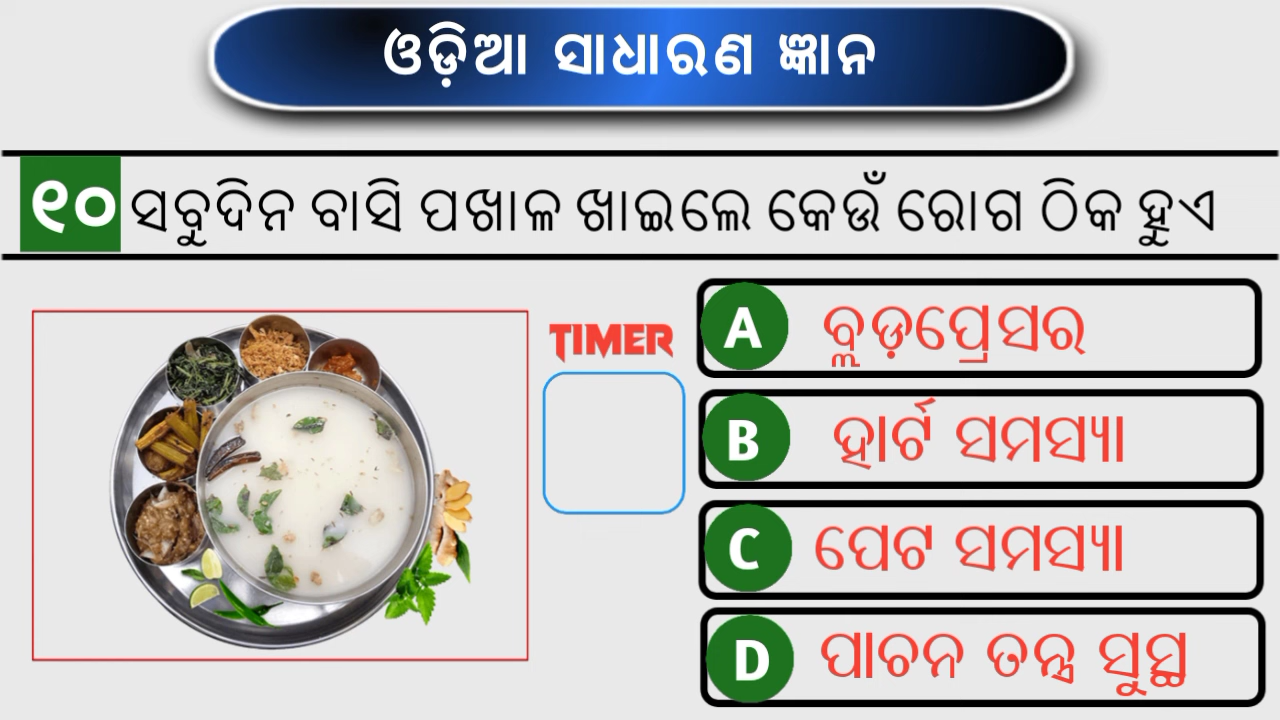 ଓଡ଼ିଆ ସାଧାରଣ ଜ୍ଞାନ
୧୦ ସବୁଦିନ ବାସି ପଖାଳ ଖାଇଲେ କେଉଁ ରୋଗ ଠିକ ହୁଏ
TIMER
A ବ୍ଲଡ଼ପ୍ରେସର
B ହାର୍ଟ ସମସ୍ୟା
C ପେଟ ସମସ୍ୟା
D ପାଚନ ତନ୍ତ୍ର ସୁସ୍ଥ